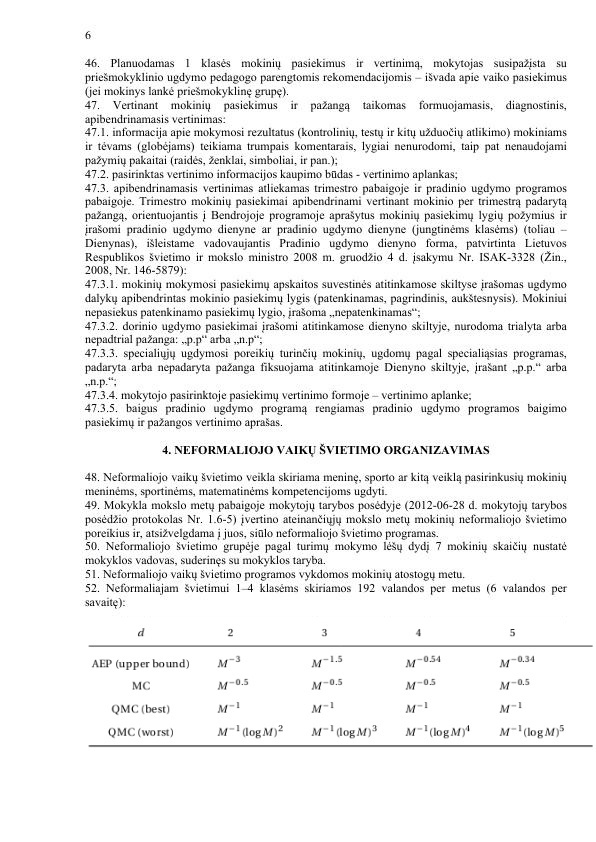 6
46. Planuodamas 1 klasės mokinių pasiekimus ir vertinimą, mokytojas susipažįsta su
priešmokyklinio ugdymo pedagogo parengtomis rekomendacijomis – išvada apie vaiko pasiekimus
(jei mokinys lankė priešmokyklinę grupę).
47. Vertinant mokinių pasiekimus ir pažangą taikomas formuojamasis, diagnostinis,
apibendrinamasis vertinimas:
47.1. informacija apie mokymosi rezultatus (kontrolinių, testų ir kitų užduočių atlikimo) mokiniams
ir tėvams (globėjams) teikiama trumpais komentarais, lygiai nenurodomi, taip pat nenaudojami
pažymių pakaitai (raidės, ženklai, simboliai, ir pan.);
47.2. pasirinktas vertinimo informacijos kaupimo būdas - vertinimo aplankas;
47.3. apibendrinamasis vertinimas atliekamas trimestro pabaigoje ir pradinio ugdymo programos
pabaigoje. Trimestro mokinių pasiekimai apibendrinami vertinant mokinio per trimestrą padarytą
pažangą, orientuojantis į Bendrojoje programoje aprašytus mokinių pasiekimų lygių požymius ir
įrašomi pradinio ugdymo dienyne ar pradinio ugdymo dienyne (jungtinėms klasėms) (toliau –
Dienynas), išleistame vadovaujantis Pradinio ugdymo dienyno forma, patvirtinta Lietuvos
Respublikos švietimo ir mokslo ministro 2008 m. gruodžio 4 d. įsakymu Nr. ISAK-3328 (Žin.,
2008, Nr. 146-5879):
47.3.1. mokinių mokymosi pasiekimų apskaitos suvestinės atitinkamose skiltyse įrašomas ugdymo
dalykų apibendrintas mokinio pasiekimų lygis (patenkinamas, pagrindinis, aukštesnysis). Mokiniui
nepasiekus patenkinamo pasiekimų lygio, įrašoma „nepatenkinamas“;
47.3.2. dorinio ugdymo pasiekimai įrašomi atitinkamose dienyno skiltyje, nurodoma trialyta arba
nepadtrial pažanga: „p.p“ arba „n.p“;
47.3.3. specialiųjų ugdymosi poreikių turinčių mokinių, ugdomų pagal specialiąsias programas,
padaryta arba nepadaryta pažanga fiksuojama atitinkamoje Dienyno skiltyje, įrašant „p.p.“ arba
„n.p.“;
47.3.4. mokytojo pasirinktoje pasiekimų vertinimo formoje – vertinimo aplanke;
47.3.5. baigus pradinio ugdymo programą rengiamas pradinio ugdymo programos baigimo
pasiekimų ir pažangos vertinimo aprašas.
4. NEFORMALIOJO VAIKŲ ŠVIETIMO ORGANIZAVIMAS
48. Neformaliojo vaikų švietimo veikla skiriama meninę, sporto ar kitą veiklą pasirinkusių mokinių
meninėms, sportinėms, matematinėms kompetencijoms ugdyti.
49. Mokykla mokslo metų pabaigoje mokytojų tarybos posėdyje (2012-06-28 d. mokytojų tarybos
posėdžio protokolas Nr. 1.6-5) įvertino ateinančiųjų mokslo metų mokinių neformaliojo švietimo
poreikius ir, atsižvelgdama į juos, siūlo neformaliojo švietimo programas.
50. Neformaliojo švietimo grupėje pagal turimų mokymo lėšų dydį 7 mokinių skaičių nustatė
mokyklos vadovas, suderinęs su mokyklos taryba.
51. Neformaliojo vaikų švietimo programos vykdomos mokinių atostogų metu.
52. Neformaliajam švietimui 1–4 klasėms skiriamos 192 valandos per metus (6 valandos per
savaitę):
d 2 3 4 5
AEP (upper bound) M^−3 M^−1.5 M^−0.54 M^−0.34
MC M^−0.5 M^−0.5 M^−0.5 M^−0.5
QMC (best) M^−1 M^−1 M^−1 M^−1
QMC (worst) M^−1(log M)^2 M^−1(log M)^3 M^−1(log M)^4 M^−1(log M)^5